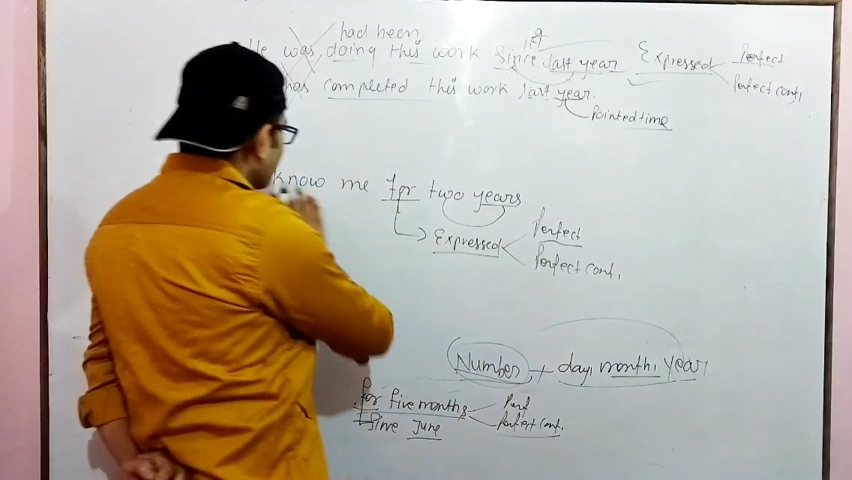 had been
He was doing this work Since last year Expressed Perfect
Perfect cont,
has completed this work last year.
Pointed time
know me for two years
Expressed Perfect
Perfect cont,
Number + day, month, year
for five months Perf
Perfect cont.
Sine June